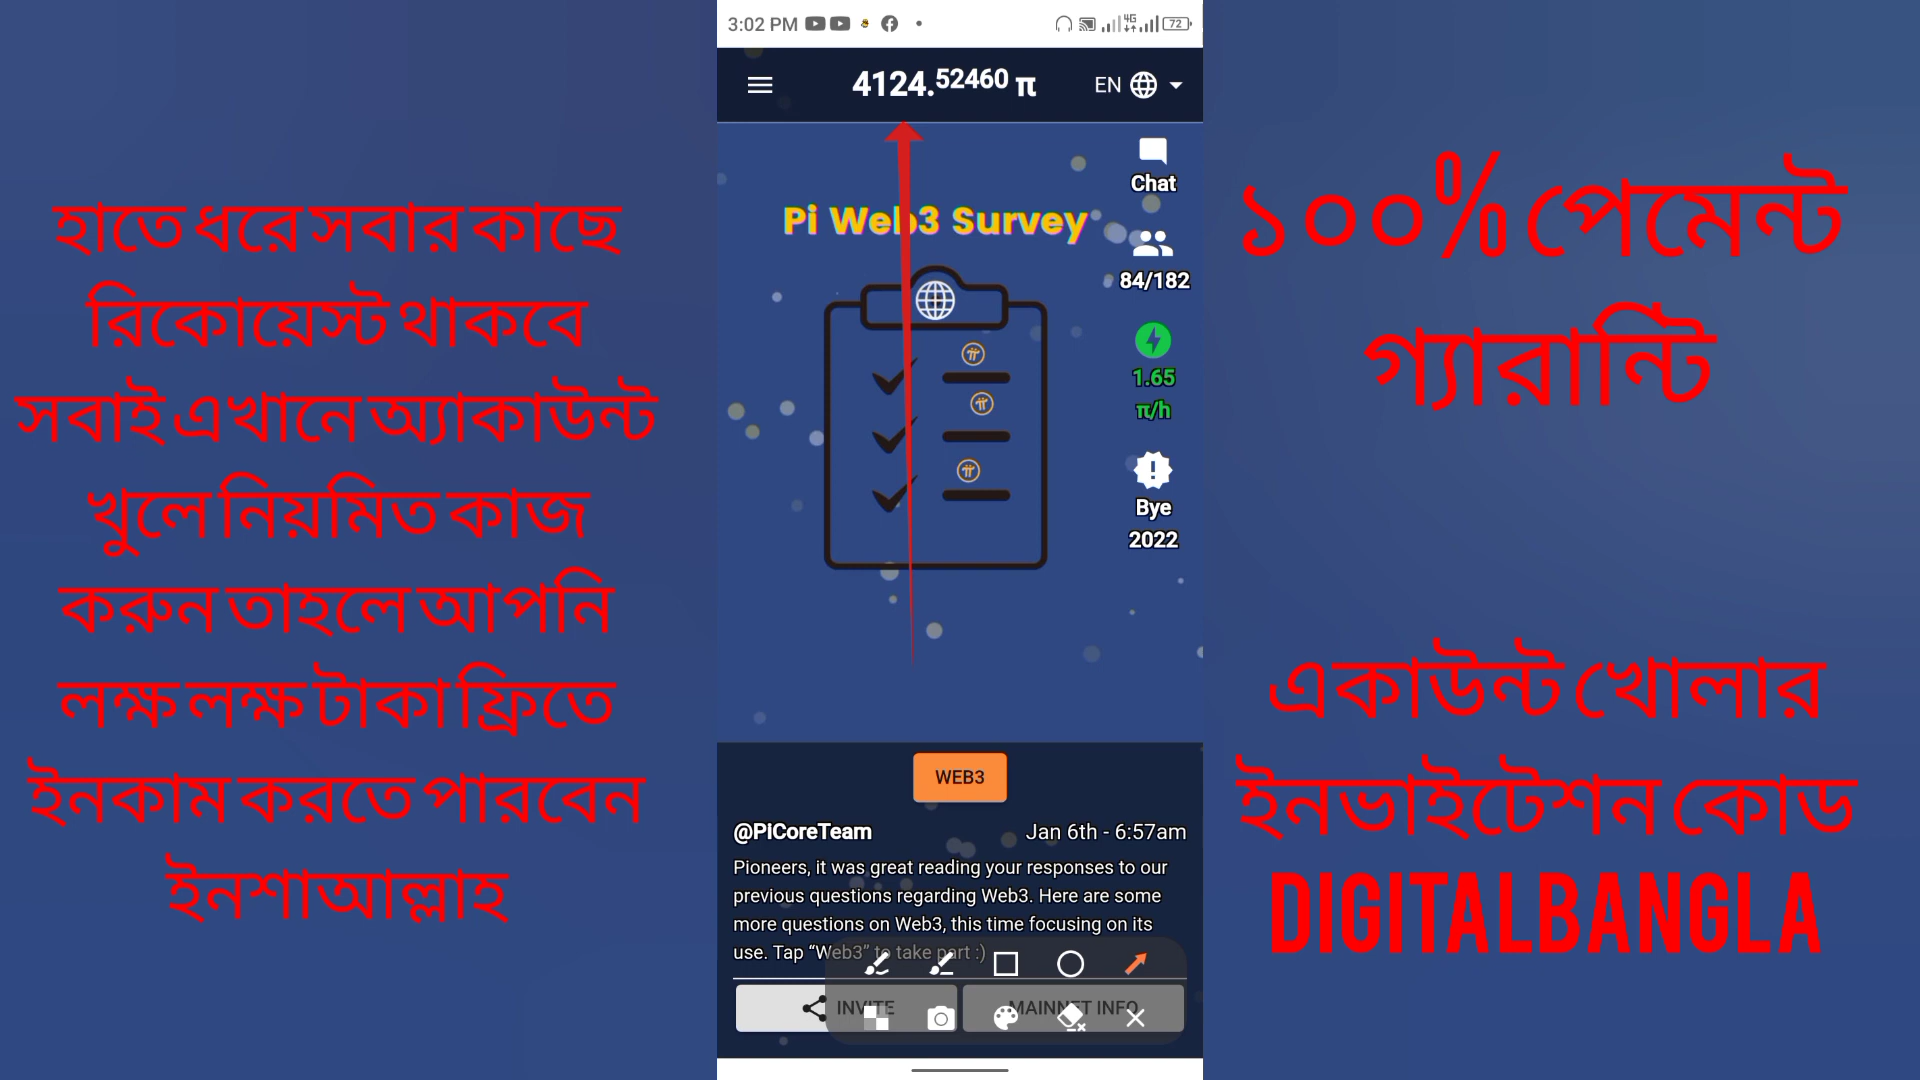 হাতে ধরে সবার কাছে
রিকোয়েস্ট থাকবে
সবাই এখানে অ্যাকাউন্ট
খুলে নিয়মিত কাজ
করুন তাহলে আপনি
লক্ষ লক্ষ টাকা ফ্রিতে
ইনকাম করতে পারবেন
ইনশাআল্লাহ
3:02 PM
4G
72
4124.52460 π
EN
Chat
Pi Web3 Survey
84/182
1.65
π/h
Bye
2022
WEB3
@PiCoreTeam
Jan 6th - 6:57am
Pioneers, it was great reading your responses to our
previous questions regarding Web3. Here are some
more questions on Web3, this time focusing on its
use. Tap “Web3” to take part :)
INVITE
MAINNET INFO
১০০% পেমেন্ট
গ্যারান্টি
একাউন্ট খোলার
ইনভাইটেশন কোড
DIGITALBANGLA